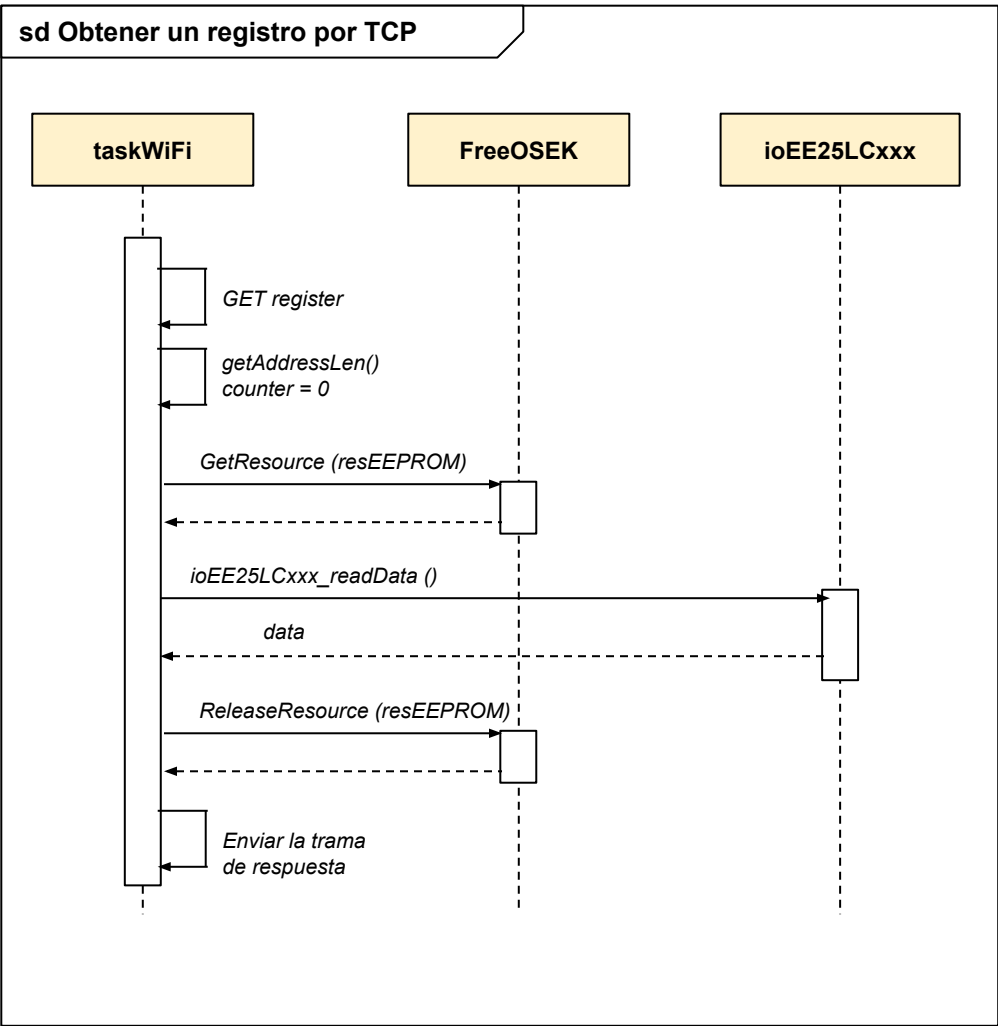 sd Obtener un registro por TCP
taskWiFi
FreeOSEK
ioEE25LCxxx
GET register
getAddressLen()
counter = 0
GetResource (resEEPROM)
ioEE25LCxxx_readData ()
data
ReleaseResource (resEEPROM)
Enviar la trama
de respuesta